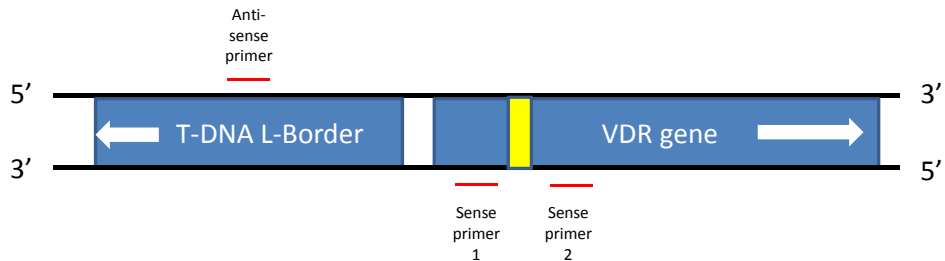 Anti-
sense
primer
5’
3’
T-DNA L-Border
VDR gene
3’
5’
Sense
primer
1
Sense
primer
2